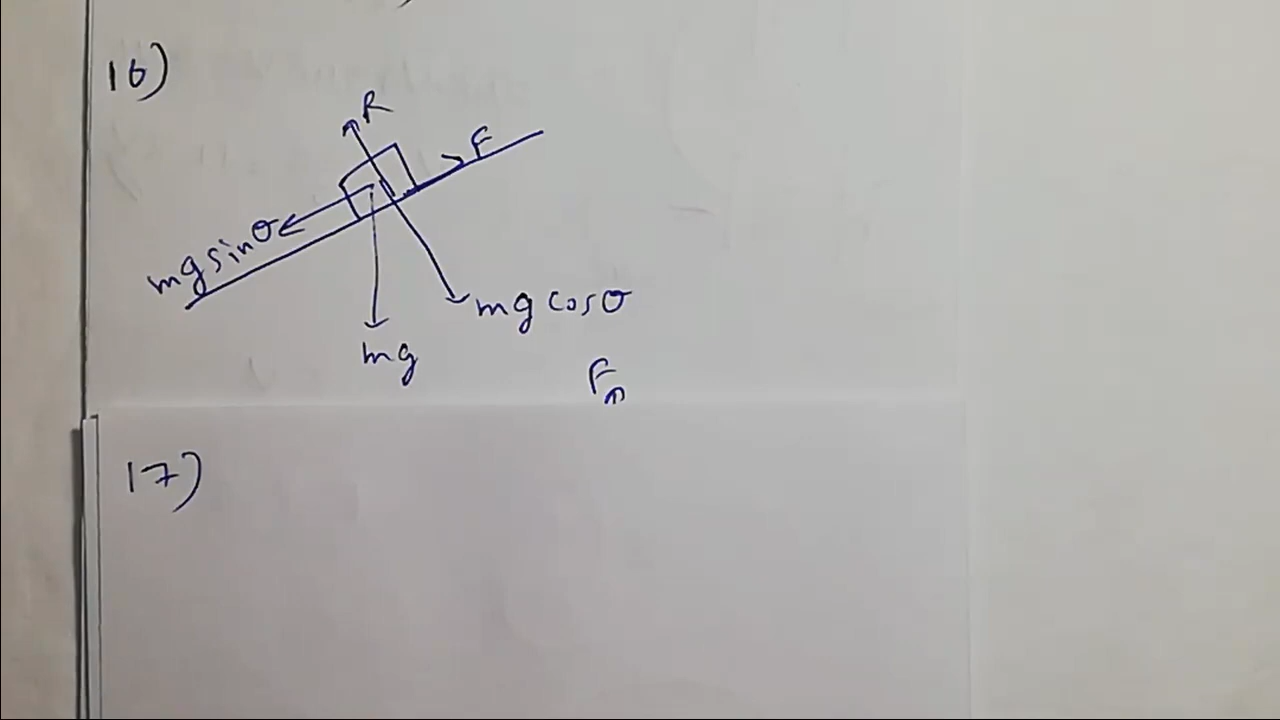 16)
R
F
mg sinθ
mg cosθ
mg
F
17)